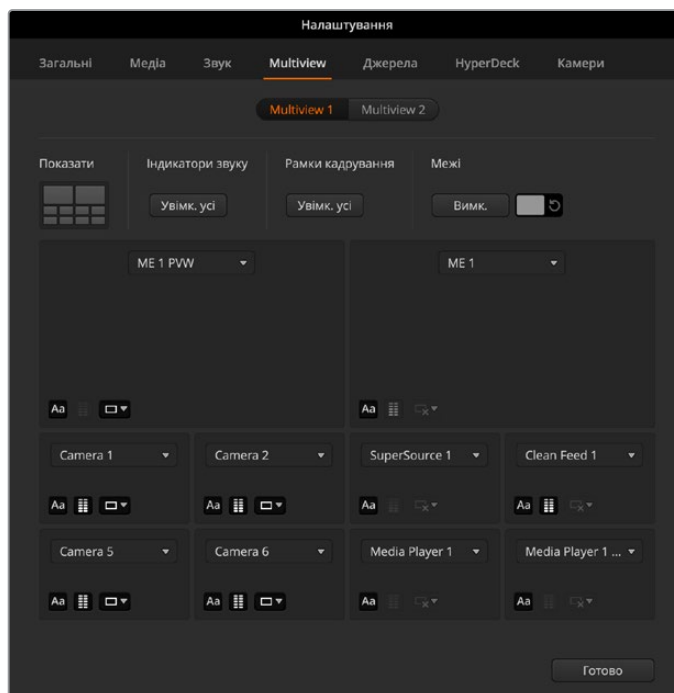 Налаштування
Загальні Медіа Звук Multiview Джерела HyperDeck Камери
Multiview 1 Multiview 2
Показати Індикатори звуку Рамки кадрування Межі
Увімк. усі Увімк. усі Вимк.
ME 1 PVW ME 1
Aa Aa
Camera 1 Camera 2 SuperSource 1 Clean Feed 1
Aa Aa Aa Aa
Camera 5 Camera 6 Media Player 1 Media Player 1 ...
Aa Aa Aa Aa
Готово